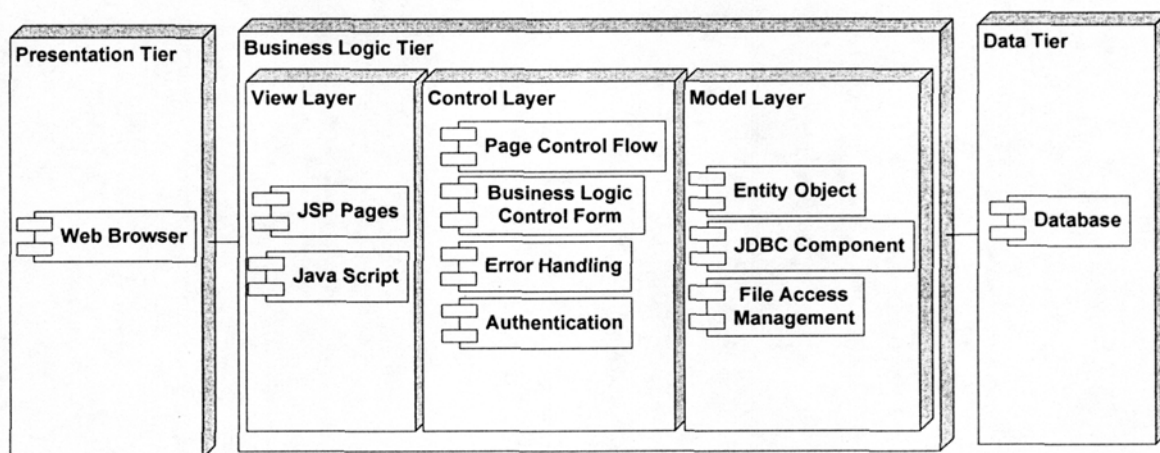 Presentation Tier
Web Browser
Business Logic Tier
View Layer
JSP Pages
Java Script
Control Layer
Page Control Flow
Business Logic
Control Form
Error Handling
Authentication
Model Layer
Entity Object
JDBC Component
File Access
Management
Data Tier
Database